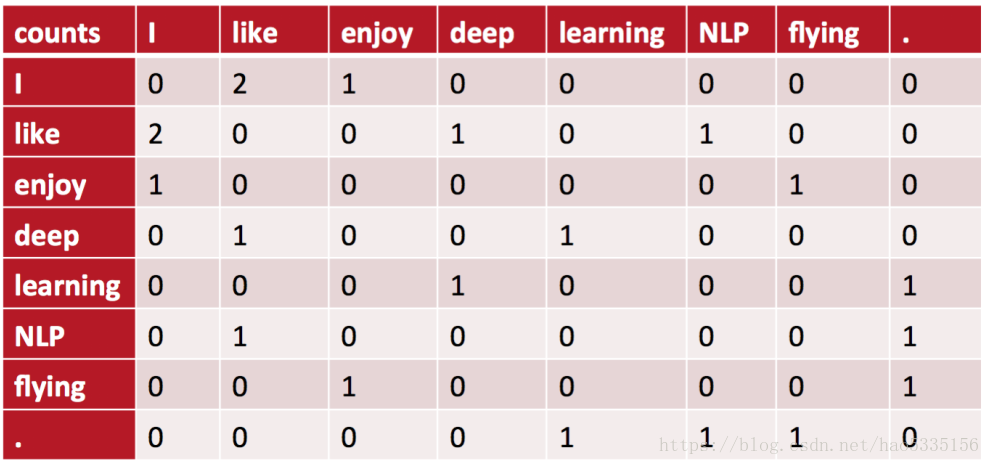 counts I like enjoy deep learning NLP flying .
I 0 2 1 0 0 0 0 0
like 2 0 0 1 0 1 0 0
enjoy 1 0 0 0 0 0 1 0
deep 0 1 0 0 1 0 0 0
learning 0 0 0 1 0 0 0 1
NLP 0 1 0 0 0 0 0 1
flying 0 0 1 0 0 0 0 1
. 0 0 0 0 1 1 1 0
https://blog.csdn.net/hao5335156